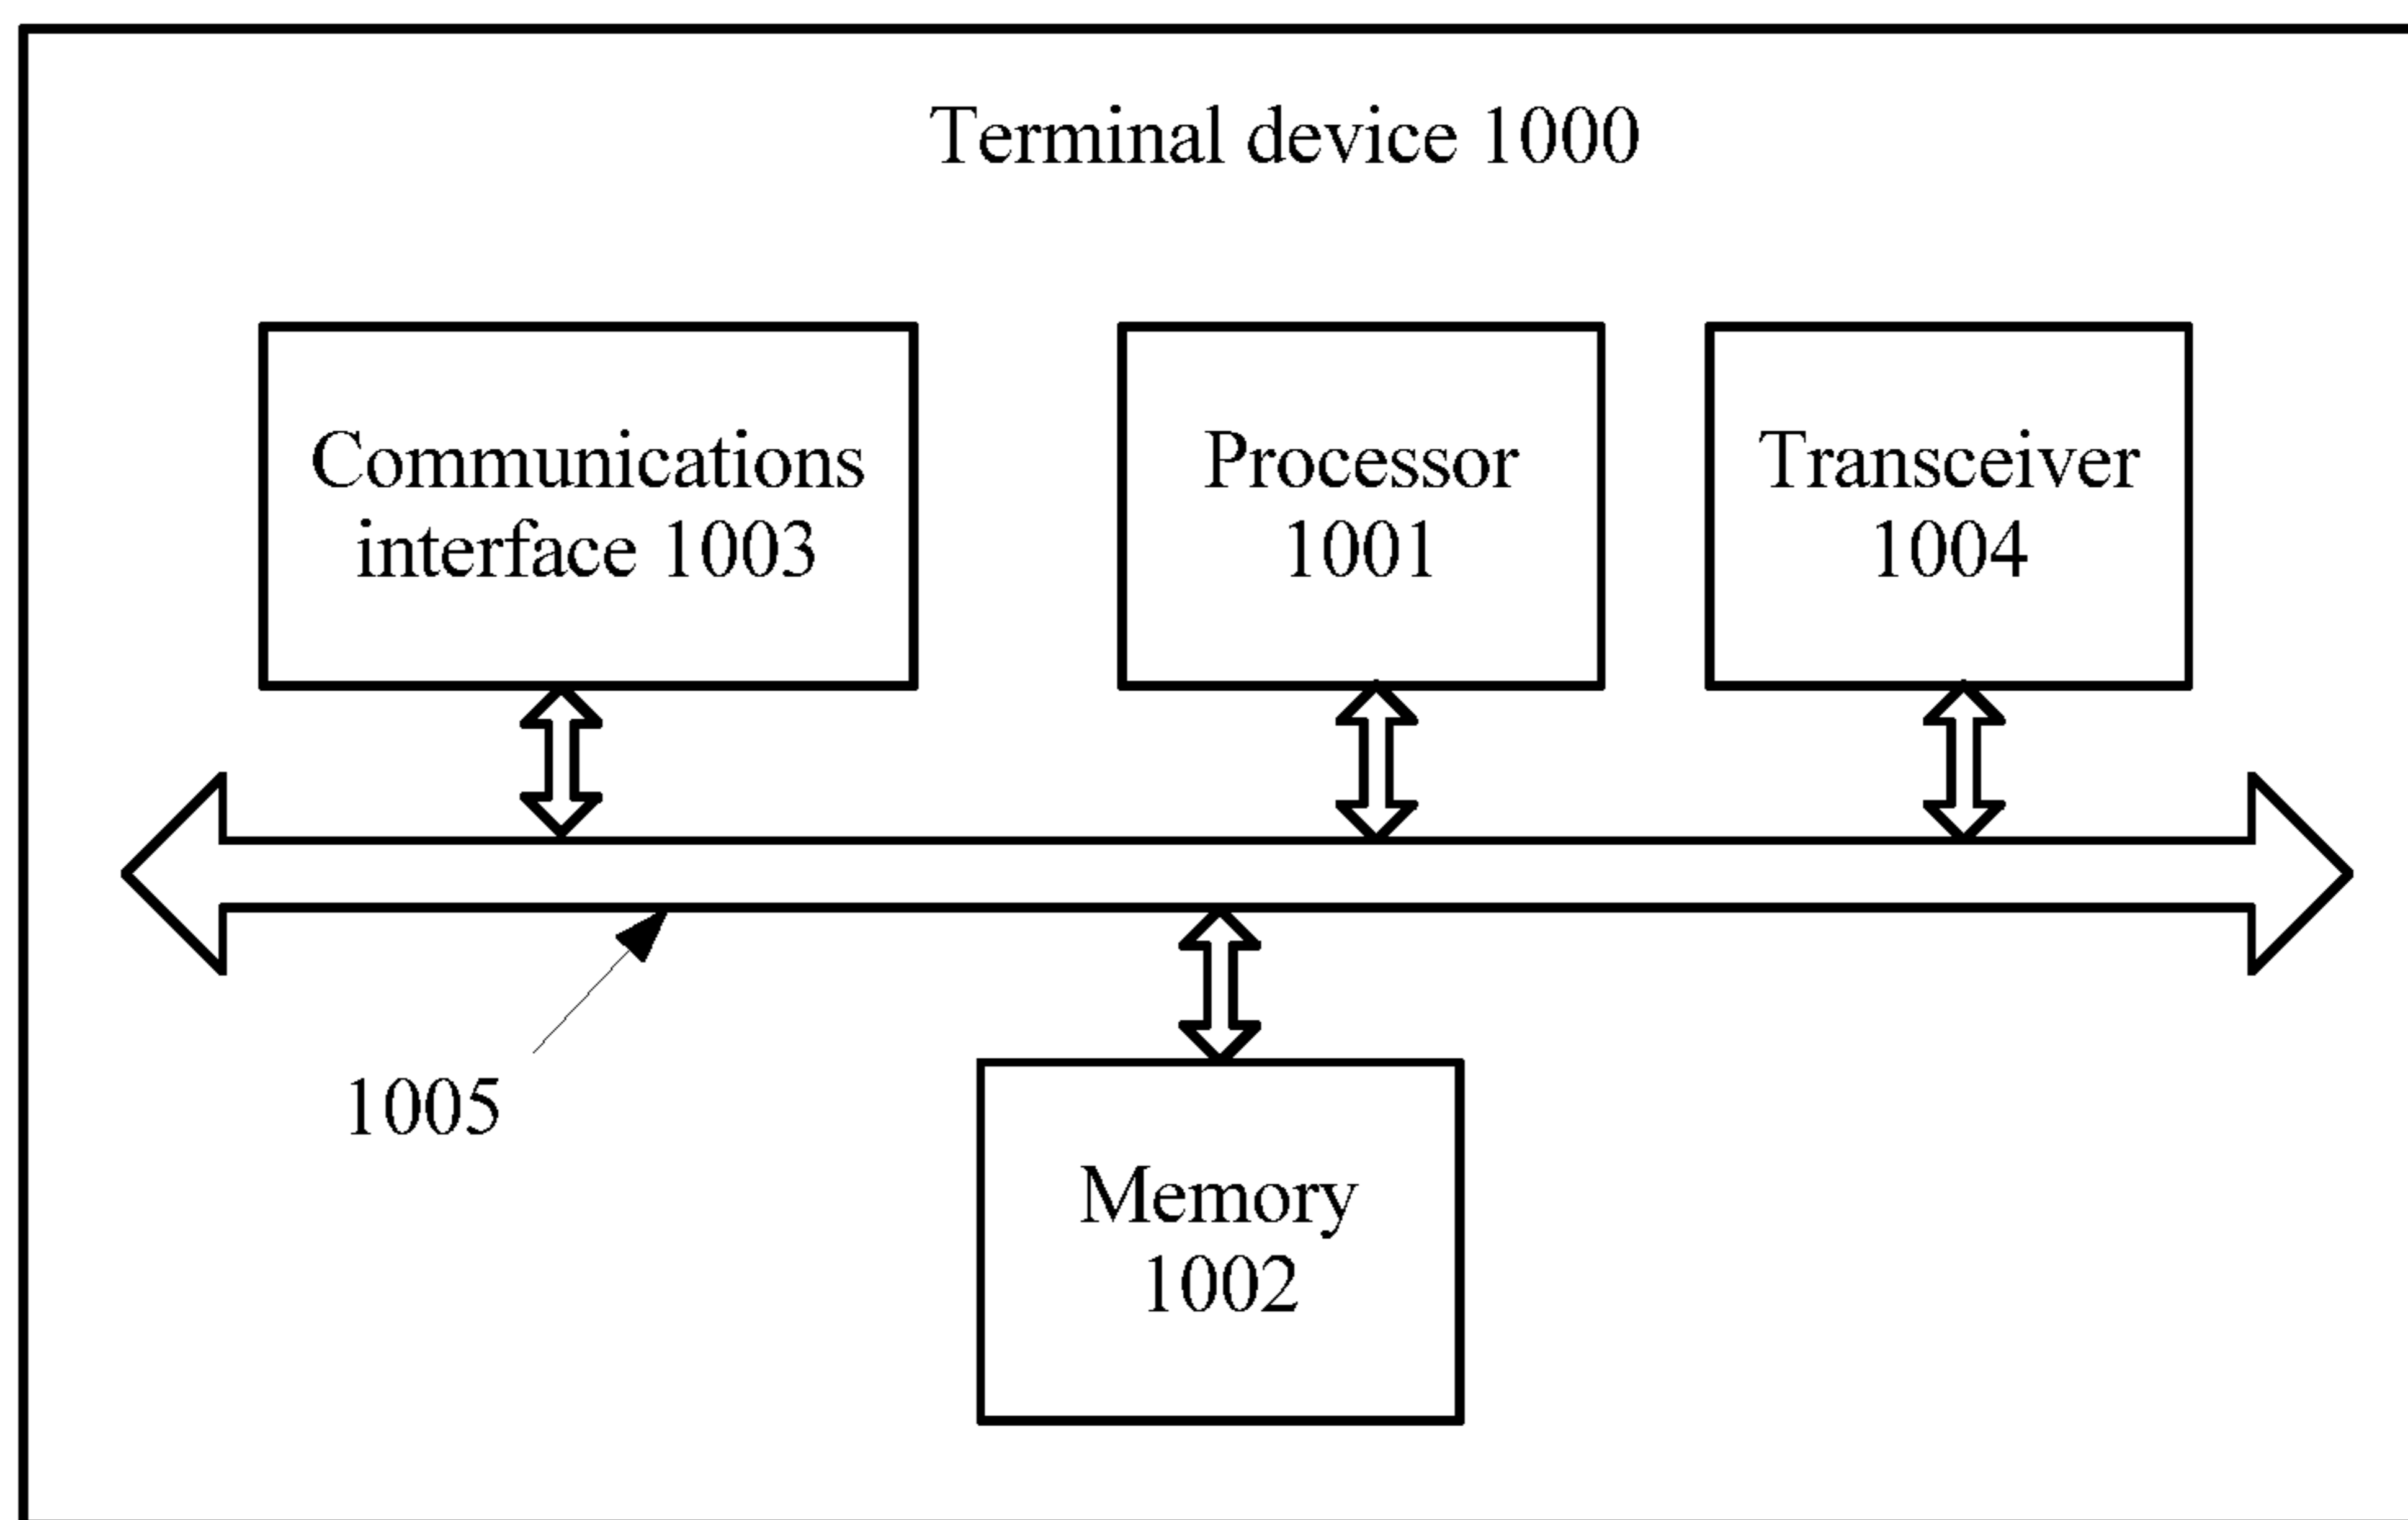 Terminal device 1000
Communications
interface 1003
Processor
1001
Transceiver
1004
1005
Memory
1002